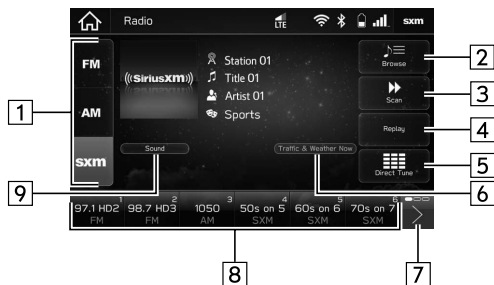 Radio LTE sxm
FM
AM
sxm
((SiriusXM))
Station 01
Title 01
Artist 01
Sports
Browse
Scan
Replay
Direct Tune
Sound
Traffic & Weather Now
1 2 3 4 5 6
97.1 HD2 98.7 HD3 1050 50s on 5 60s on 6 70s on 7
FM FM AM SXM SXM SXM
1
2
3
4
5
6
7
8
9